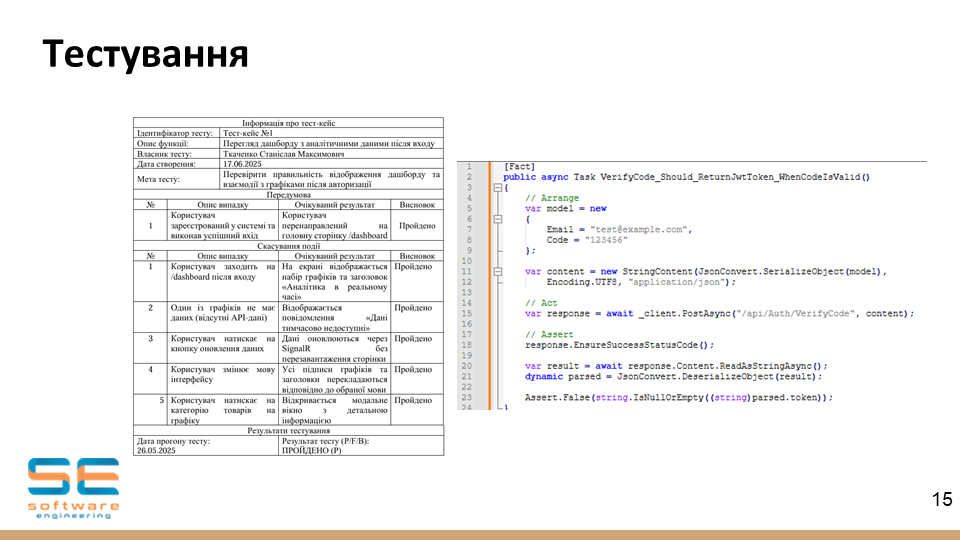 Тестування
Інформація про тест-кейс
Ідентифікатор тесту: Тест-кейс №1
Опис функції: Перегляд дашборду з аналітичними даними після входу
Власник тесту: Ткаченко Станіслав Максимович
Дата створення: 17.06.2025
Мета тесту: Перевірити правильність відображення дашборду та
взаємодії з графіками після авторизації
Передумова
№ Опис випадку Очікуваний результат Висновок
1 Користувач зареєстрований у системі та виконав успішний вхід Користувач перенаправлений на головну сторінку /dashboard Пройдено
Скасування події
№ Опис випадку Очікуваний результат Висновок
1 Користувач заходить на /dashboard після входу На екрані відображається набір графіків та заголовок «Аналітика в реальному часі» Пройдено
2 Один із графіків не має даних (відсутні API-дані) Відображається повідомлення «Дані тимчасово недоступні» Пройдено
3 Користувач натискає на кнопку оновлення даних Дані оновлюються через SignalR без перезавантаження сторінки Пройдено
4 Користувач змінює мову інтерфейсу Усі підписи графіків та заголовки перекладаються відповідно до обраної мови Пройдено
5 Користувач натискає на категорію товарів на графіку Відкривається модальне вікно з детальною інформацією Пройдено
Результати тестування
Дата прогону тесту: Результат тесту (P/F/B):
26.05.2025 ПРОЙДЕНО (P)
1 [Fact]
2 public async Task VerifyCode_Should_ReturnJwtToken_WhenCodeIsValid()
3 {
4 // Arrange
5 var model = new
6 {
7 Email = "test@example.com",
8 Code = "123456"
9 };
10
11 var content = new StringContent(JsonConvert.SerializeObject(model),
12 Encoding.UTF8, "application/json");
13
14 // Act
15 var response = await _client.PostAsync("/api/Auth/VerifyCode", content);
16
17 // Assert
18 response.EnsureSuccessStatusCode();
19
20 var result = await response.Content.ReadAsStringAsync();
21 dynamic parsed = JsonConvert.DeserializeObject(result);
22
23 Assert.False(string.IsNullOrEmpty((string)parsed.token));
24 }
SE
software
engineering
15